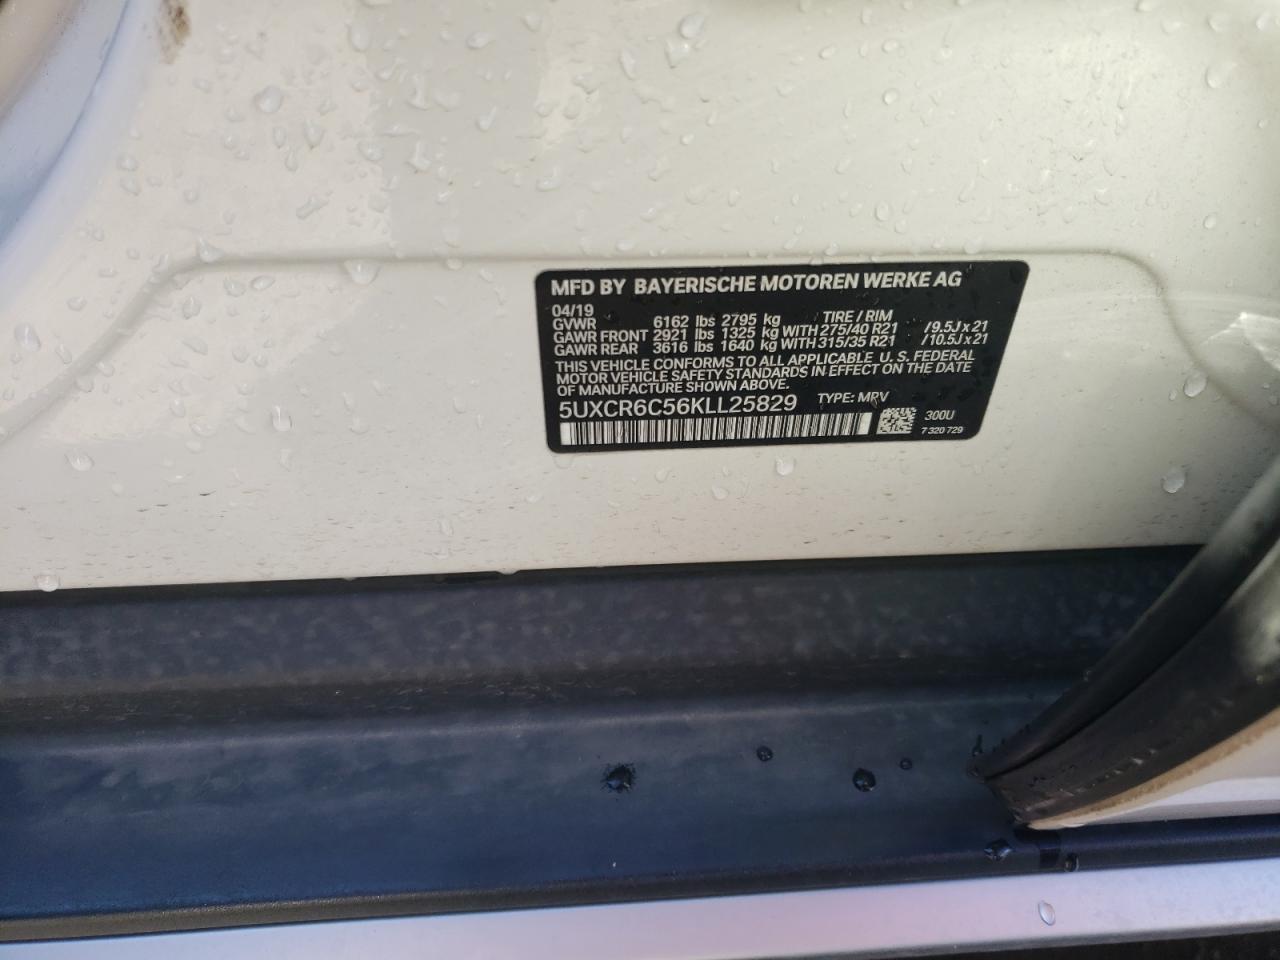 MFD BY BAYERISCHE MOTOREN WERKE AG
04/19 TIRE / RIM
GVWR 6162 lbs 2795 kg
GAWR FRONT 2921 lbs 1325 kg WITH 275/40 R21 /9.5J x 21
GAWR REAR 3616 lbs 1640 kg WITH 315/35 R21 /10.5J x 21
THIS VEHICLE CONFORMS TO ALL APPLICABLE U. S. FEDERAL
MOTOR VEHICLE SAFETY STANDARDS IN EFFECT ON THE DATE
OF MANUFACTURE SHOWN ABOVE.
5UXCR6C56KLL25829 TYPE: MPV
300U
7 320 729